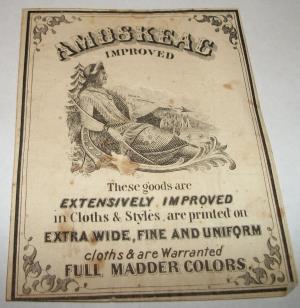 AMOSKEAG
IMPROVED
These goods are
EXTENSIVELY IMPROVED
in Cloths & Styles, are printed on
EXTRA WIDE, FINE AND UNIFORM
cloths & are Warranted
FULL MADDER COLORS.